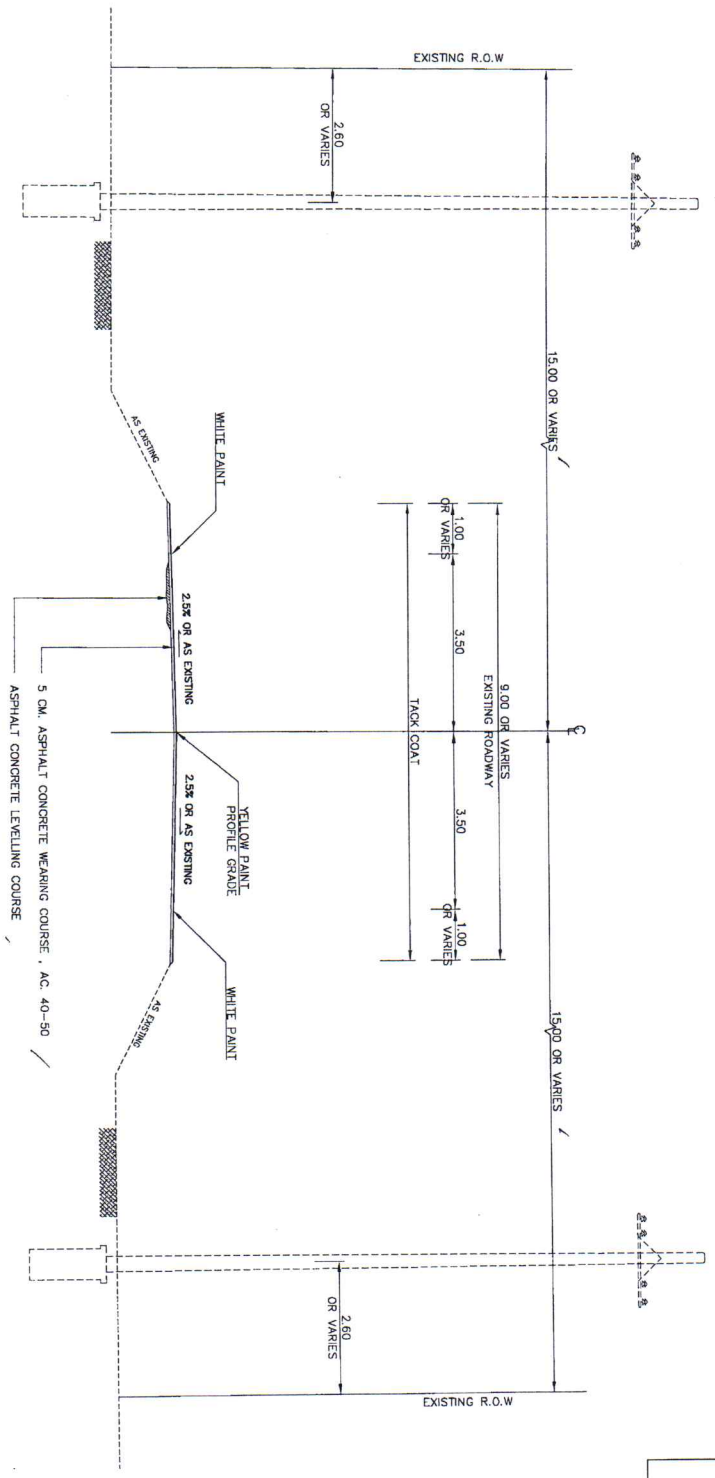 EXISTING R.O.W
EXISTING R.O.W
15.00 OR VARIES
15.00 OR VARIES
℄
9.00 OR VARIES
EXISTING ROADWAY
1.00
OR VARIES
3.50
3.50
1.00
OR VARIES
TACK COAT
2.60
OR VARIES
2.60
OR VARIES
WHITE PAINT
YELLOW PAINT
PROFILE GRADE
WHITE PAINT
AS EXISTING
2.5% OR AS EXISTING
2.5% OR AS EXISTING
AS EXISTING
5 CM. ASPHALT CONCRETE WEARING COURSE , AC. 40-50
ASPHALT CONCRETE LEVELLING COURSE